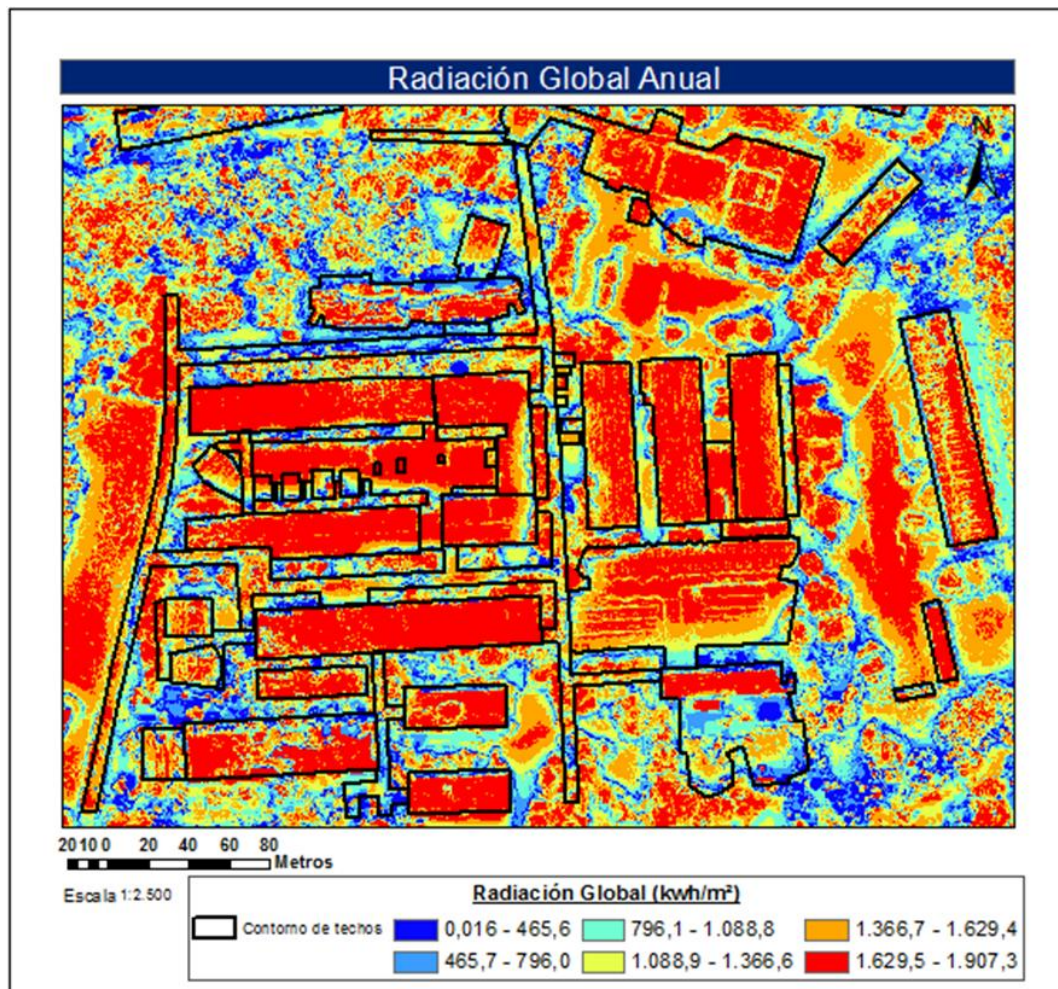 Radiación Global Anual
N
20 10 0 20 40 60 80 Metros
Escala 1:2.500
Radiación Global (kwh/m²)
Contorno de techos
0,016 - 465,6
796,1 - 1.088,8
1.366,7 - 1.629,4
465,7 - 796,0
1.088,9 - 1.366,6
1.629,5 - 1.907,3